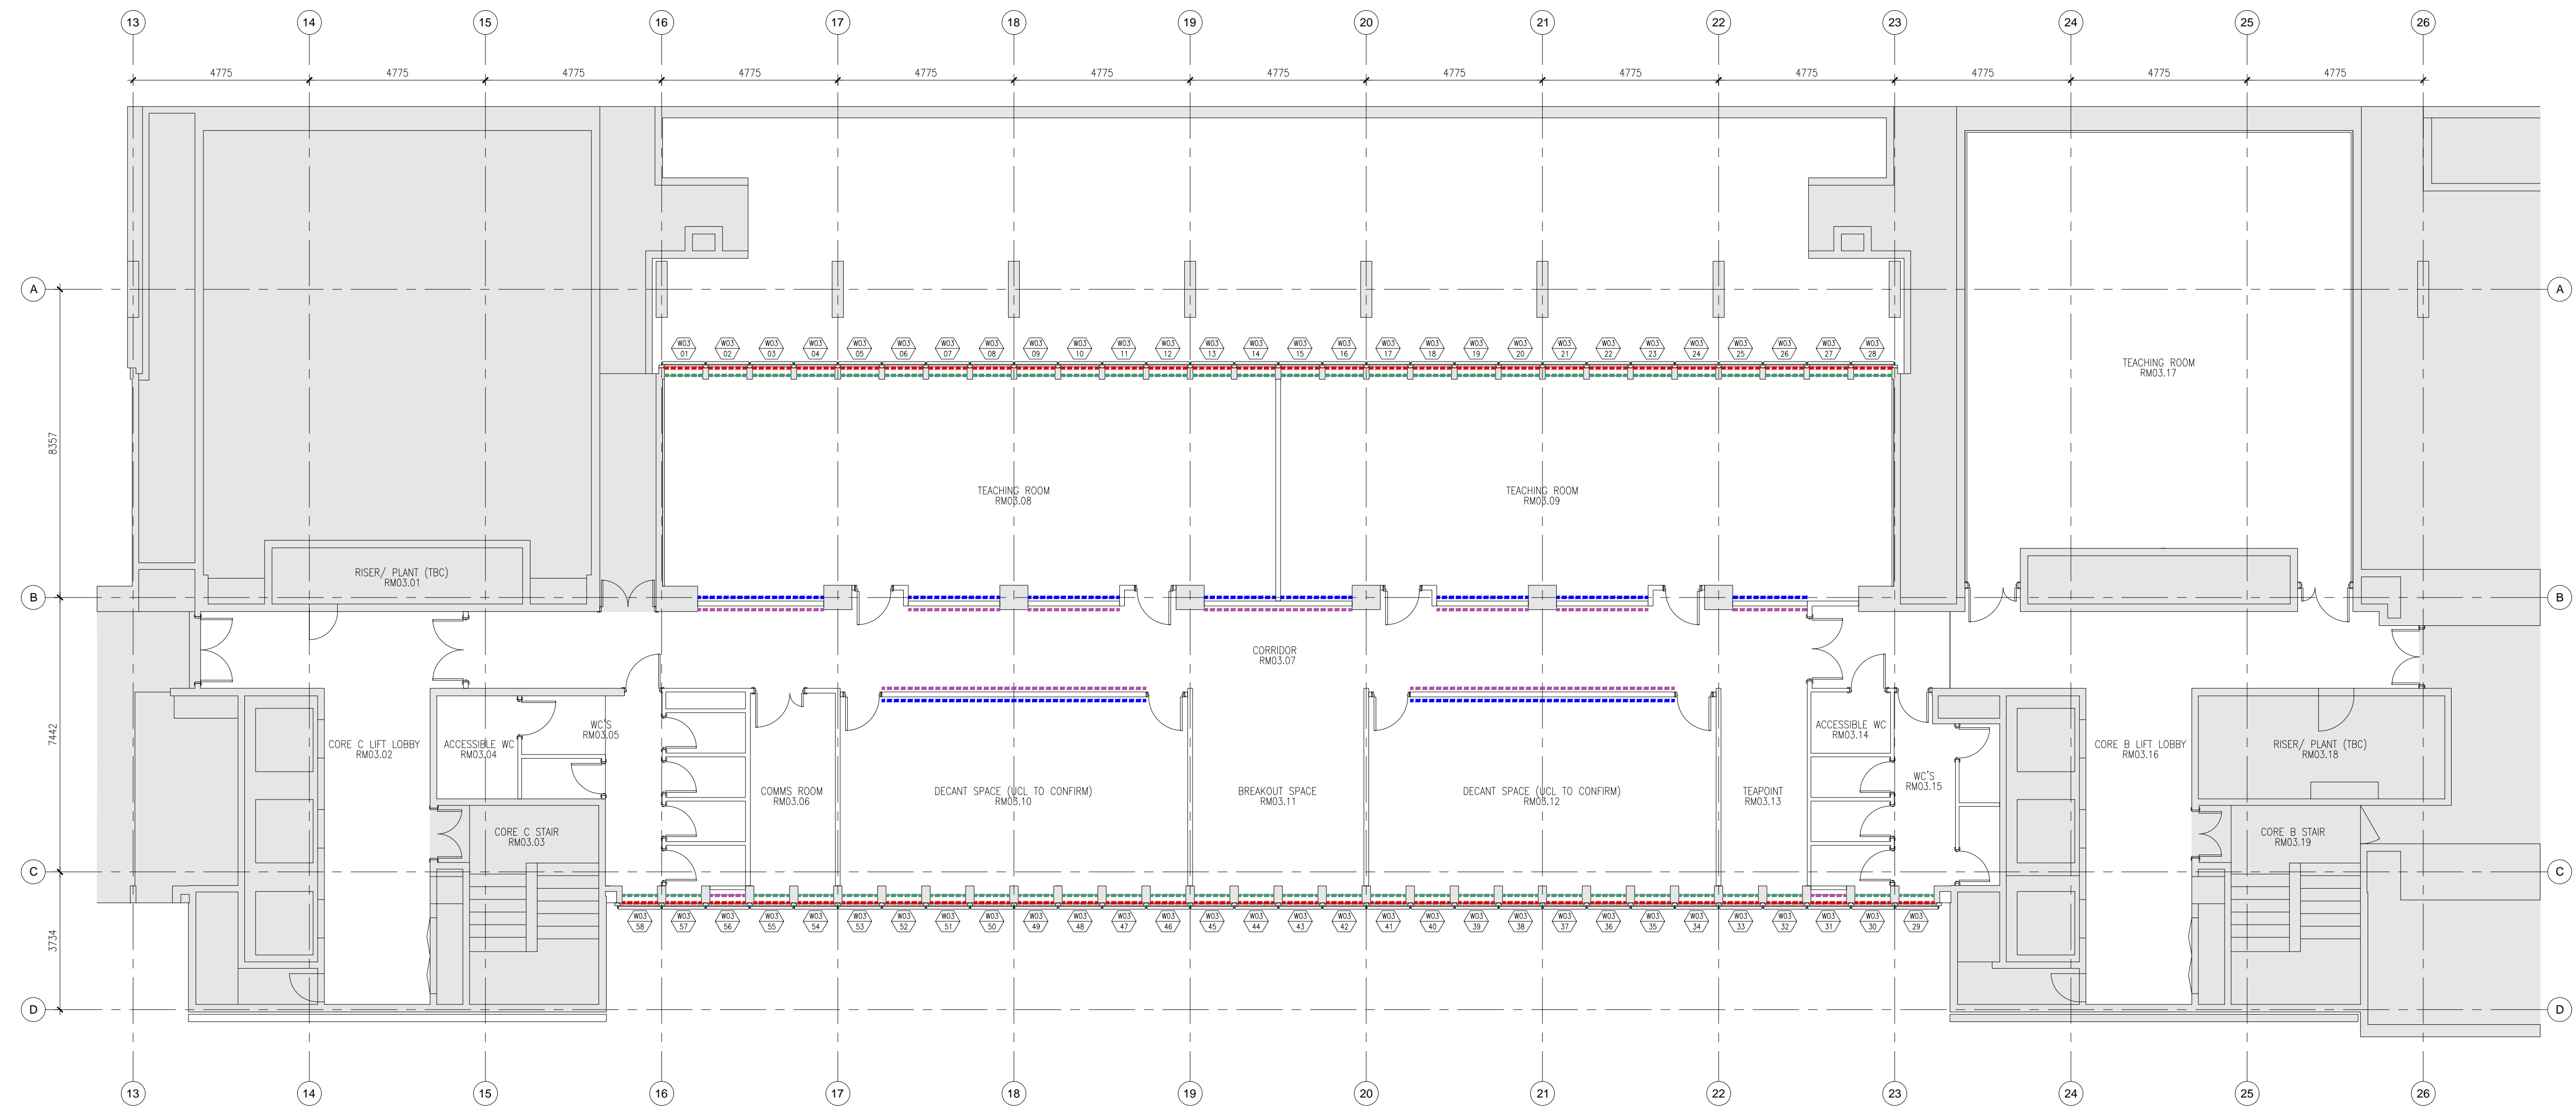 13 14 15 16 17 18 19 20 21 22 23 24 25 26
4775 4775 4775 4775 4775 4775 4775 4775 4775 4775 4775 4775 4775
A A
W03 W03 W03 W03 W03 W03 W03 W03 W03 W03 W03 W03 W03 W03 W03 W03 W03 W03 W03 W03 W03 W03 W03 W03 W03 W03 W03 W03
01 02 03 04 05 06 07 08 09 10 11 12 13 14 15 16 17 18 19 20 21 22 23 24 25 26 27 28
TEACHING ROOM
RM03.17
8357
TEACHING ROOM
RM03.08
TEACHING ROOM
RM03.09
RISER/ PLANT (TBC)
RM03.01
B B
CORRIDOR
RM03.07
7442
WC'S
RM03.05
CORE C LIFT LOBBY
RM03.02
ACCESSIBLE WC
RM03.04
ACCESSIBLE WC
RM03.14
CORE B LIFT LOBBY
RM03.16
RISER/ PLANT (TBC)
RM03.18
WC'S
RM03.15
COMMS ROOM
RM03.06
DECANT SPACE (UCL TO CONFIRM)
RM03.10
BREAKOUT SPACE
RM03.11
DECANT SPACE (UCL TO CONFIRM)
RM03.12
TEAPOINT
RM03.13
CORE C STAIR
RM03.03
CORE B STAIR
RM03.19
C C
W03 W03 W03 W03 W03 W03 W03 W03 W03 W03 W03 W03 W03 W03 W03 W03 W03 W03 W03 W03 W03 W03 W03 W03 W03 W03 W03 W03 W03 W03
58 57 56 55 54 53 52 51 50 49 48 47 46 45 44 43 42 41 40 39 38 37 36 35 34 33 32 31 30 29
3734
D D
13 14 15 16 17 18 19 20 21 22 23 24 25 26